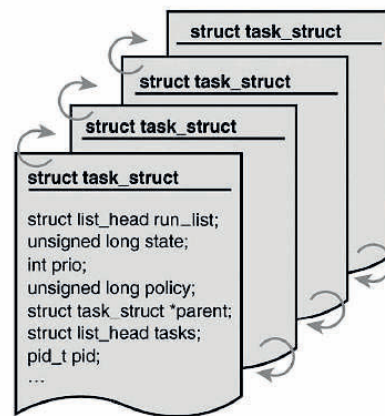 struct task_struct
struct task_struct
struct task_struct
struct task_struct
struct list_head run_list;
unsigned long state;
int prio;
unsigned long policy;
struct task_struct *parent;
struct list_head tasks;
pid_t pid;
...